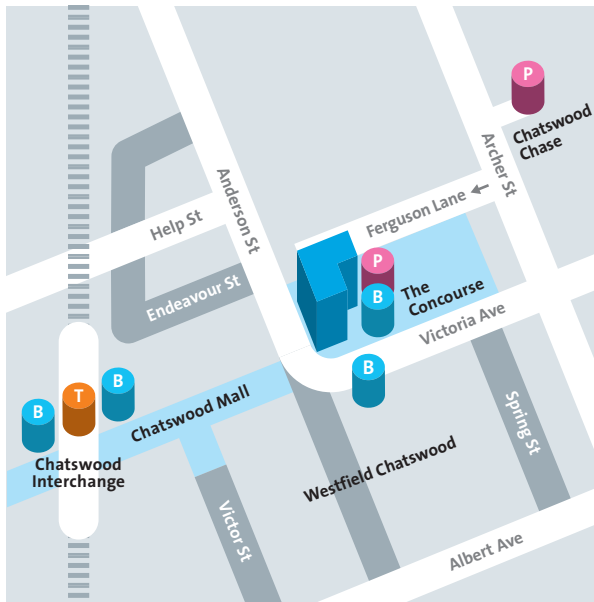 P
Chatswood
Chase
Archer St
Anderson St
Ferguson Lane
Help St
P
B
The
Concourse
Endeavour St
Victoria Ave
B
B
T
B
Chatswood Mall
Spring St
Chatswood
Interchange
Westfield Chatswood
Victor St
Albert Ave